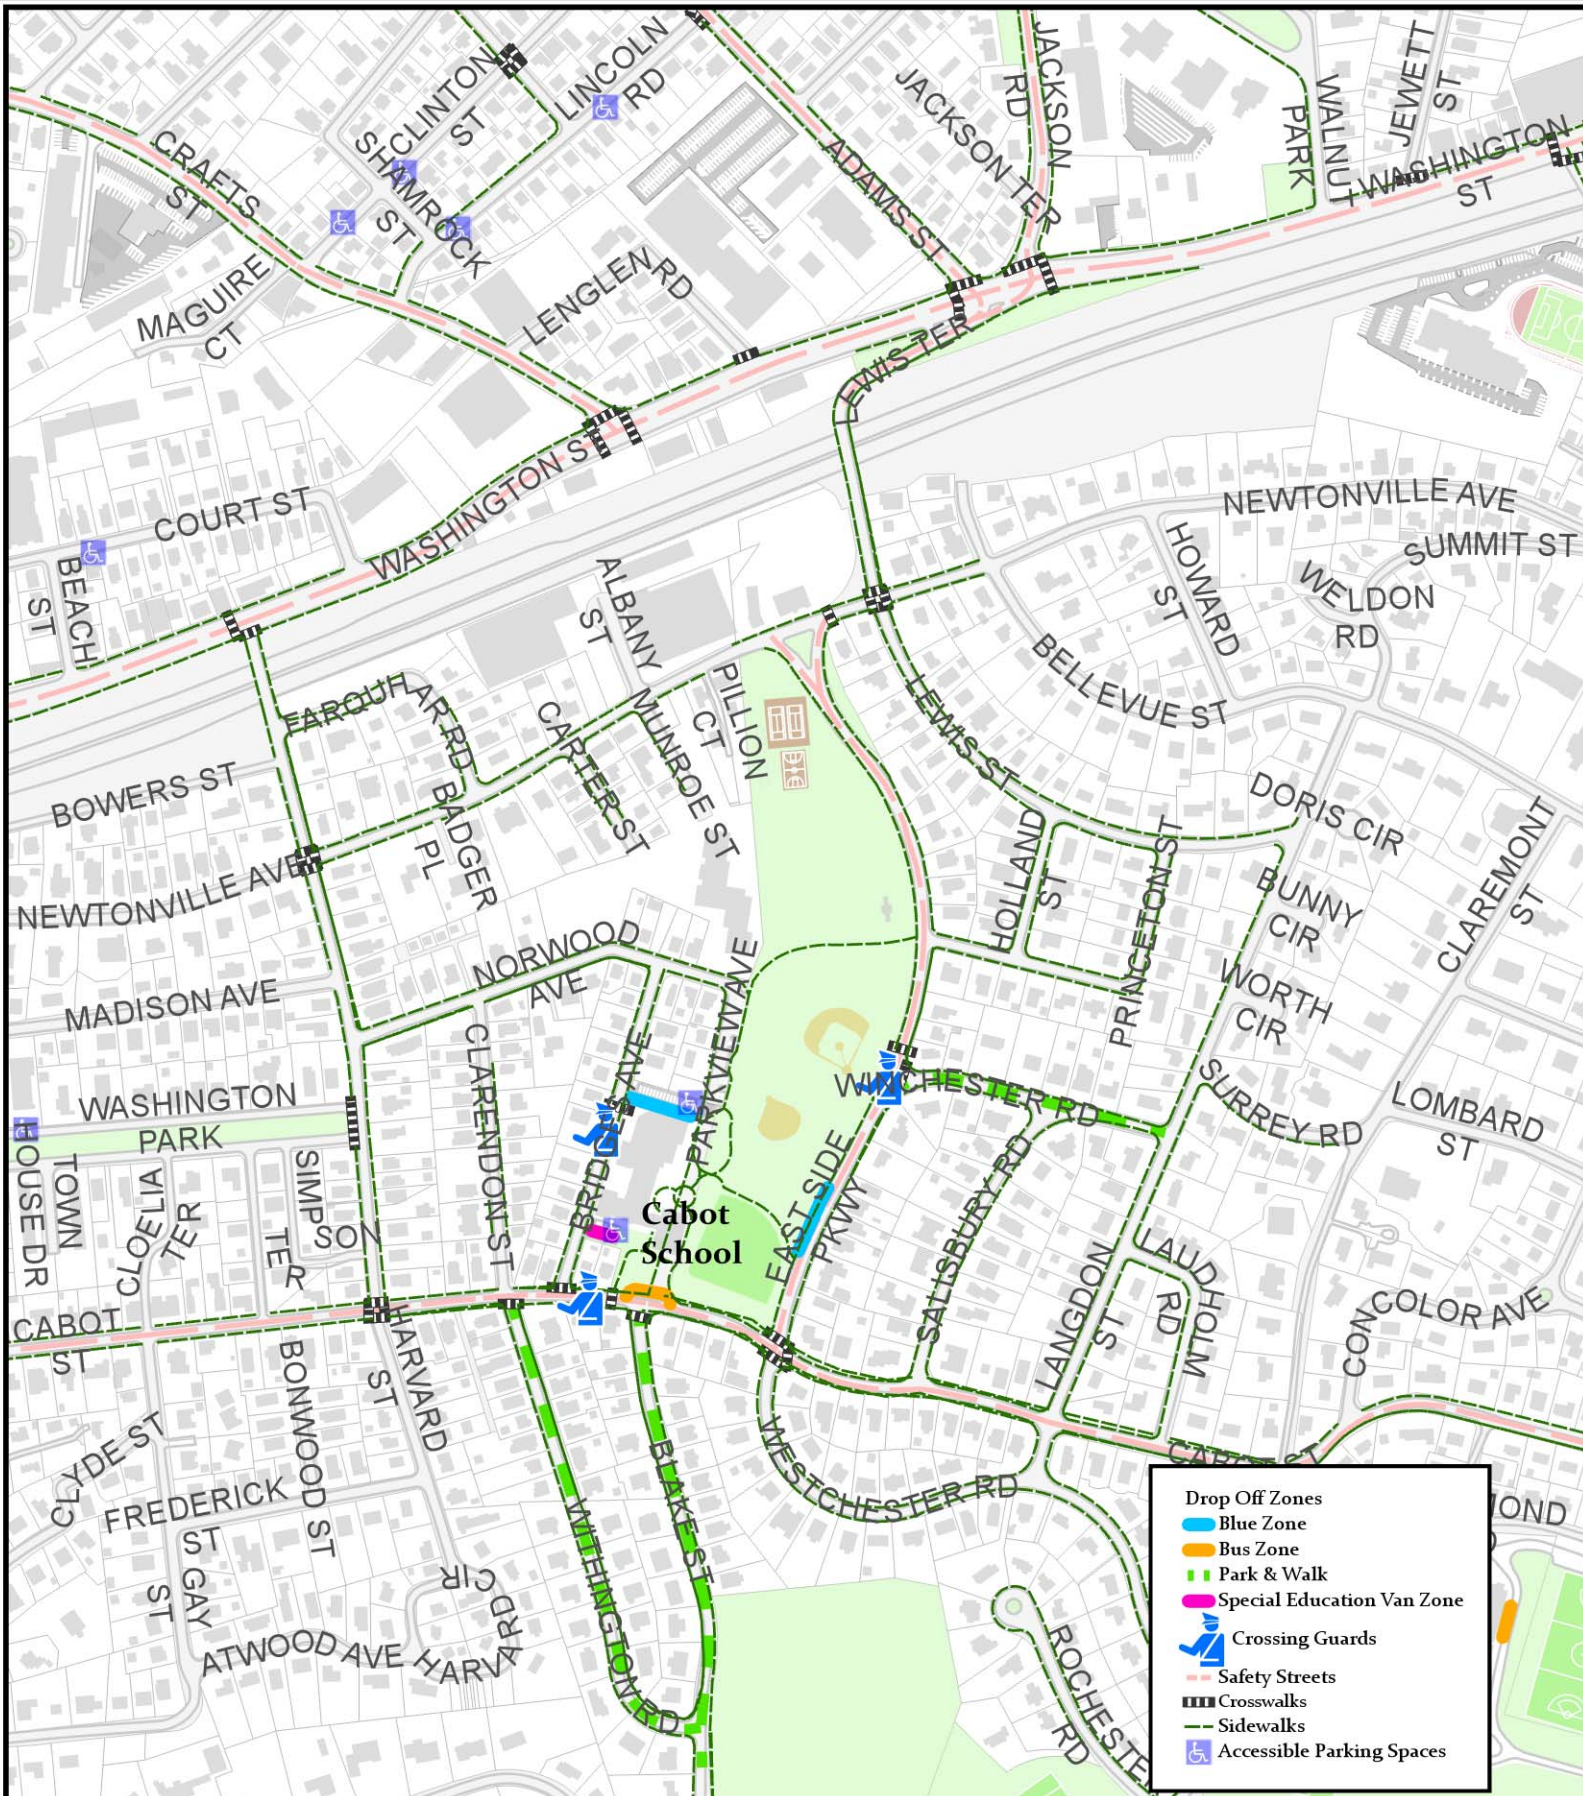 CLINTON
ST
LINCOLN
RD
SHAMROCK
ST
CRAFTS
ST
MAGUIRE
CT
LENGLEN RD
ADAMS ST
JACKSON TER
JACKSON
RD
WALNUT
PARK
JEWETT
ST
WASHINGTON
ST
LEWIS TER
WASHINGTON ST
COURT ST
BEACH
ST
NEWTONVILLE AVE
SUMMIT ST
HOWARD
ST
WELDON
RD
BELLEVUE ST
ALBANY
ST
PILLION
CT
MUNROE ST
CARTER ST
FARQUHAR RD
BADGER
PL
BOWERS ST
NEWTONVILLE AVE
LEWIS ST
DORIS CIR
CLAREMONT
ST
HOLLAND
ST
PRINCETON ST
BUNNY
CIR
WORTH
CIR
NORWOOD
AVE
MADISON AVE
PARKVIEW AVE
CLARENDON ST
BRIDGES AVE
WASHINGTON
PARK
WINCHESTER RD
SURREY RD
LOMBARD
ST
TOWN
HOUSE DR
CLOELIA
TER
SIMPSON
TER
Cabot
School
EAST SIDE
PKWY
SALISBURY RD
LANGDON
ST
LAUDHOLM
RD
CON COLOR AVE
CABOT
ST
HARVARD
ST
BONWOOD ST
CLYDE ST
FREDERICK
ST
GAY
ST
ATWOOD AVE
HARVARD CIR
WITHINGTON RD
BLAKE ST
WESTCHESTER RD
CABOT ST
ROCHESTE
RD
MOND
Drop Off Zones
Blue Zone
Bus Zone
Park & Walk
Special Education Van Zone
Crossing Guards
Safety Streets
Crosswalks
Sidewalks
Accessible Parking Spaces